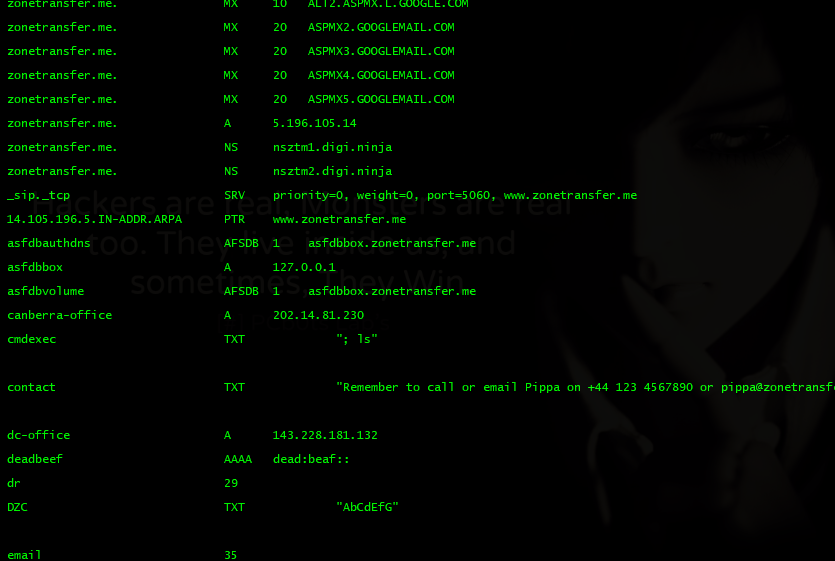 zonetransfer.me. MX 10 ALT2.ASPMX.L.GOOGLE.COM
zonetransfer.me. MX 20 ASPMX2.GOOGLEMAIL.COM
zonetransfer.me. MX 20 ASPMX3.GOOGLEMAIL.COM
zonetransfer.me. MX 20 ASPMX4.GOOGLEMAIL.COM
zonetransfer.me. MX 20 ASPMX5.GOOGLEMAIL.COM
zonetransfer.me. A 5.196.105.14
zonetransfer.me. NS nsztm1.digi.ninja
zonetransfer.me. NS nsztm2.digi.ninja
_sip._tcp SRV priority=0, weight=0, port=5060, www.zonetransfer.me
14.105.196.5.IN-ADDR.ARPA PTR www.zonetransfer.me
asfdbauthdns AFSDB 1 asfdbbox.zonetransfer.me
asfdbbox A 127.0.0.1
asfdbvolume AFSDB 1 asfdbbox.zonetransfer.me
canberra-office A 202.14.81.230
cmdexec TXT "; ls"
contact TXT "Remember to call or email Pippa on +44 123 4567890 or pippa@zonetransf
dc-office A 143.228.181.132
deadbeef AAAA dead:beaf::
dr 29
DZC TXT "AbCdEfG"
email 35
are real are real
too. They live and
sometimes, They Win